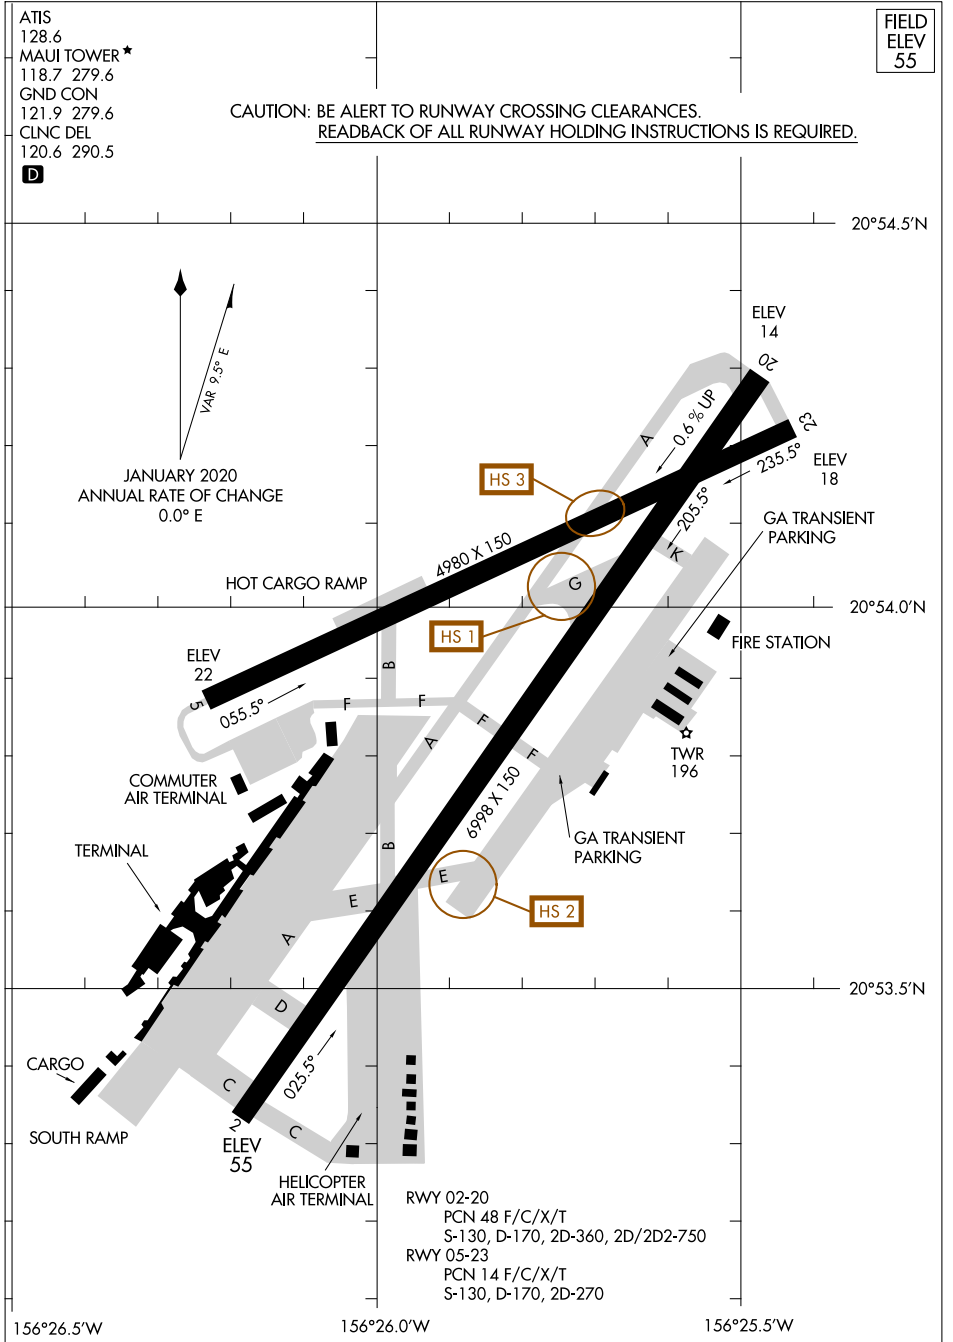 ATIS
128.6
MAUI TOWER★
118.7 279.6
GND CON
121.9 279.6
CLNC DEL
120.6 290.5
D
FIELD
ELEV
55
CAUTION: BE ALERT TO RUNWAY CROSSING CLEARANCES.
READBACK OF ALL RUNWAY HOLDING INSTRUCTIONS IS REQUIRED.
20°54.5'N
VAR 9.5° E
JANUARY 2020
ANNUAL RATE OF CHANGE
0.0° E
ELEV
14
20
A
0.6% UP
23
235.5°
ELEV
18
HS 3
205.5°
GA TRANSIENT
PARKING
4980 X 150
K
HOT CARGO RAMP
G
20°54.0'N
HS 1
FIRE STATION
ELEV
22
B
5
055.5°
F
F
F
F
A
TWR
196
COMMUTER
AIR TERMINAL
6998 X 150
GA TRANSIENT
PARKING
TERMINAL
B
E
E
HS 2
A
20°53.5'N
D
025.5°
CARGO
C
C
2
SOUTH RAMP
ELEV
55
HELICOPTER
AIR TERMINAL
RWY 02-20
PCN 48 F/C/X/T
S-130, D-170, 2D-360, 2D/2D2-750
RWY 05-23
PCN 14 F/C/X/T
S-130, D-170, 2D-270
156°26.5'W
156°26.0'W
156°25.5'W